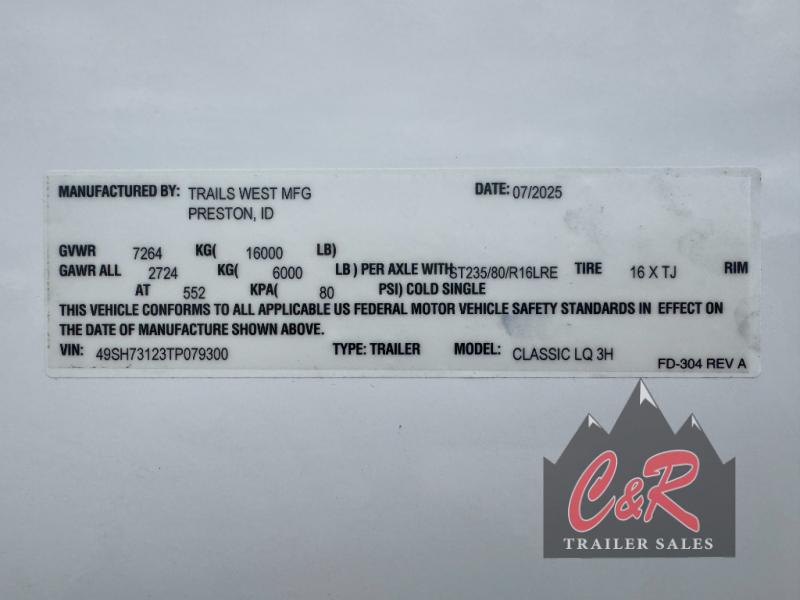 MANUFACTURED BY: TRAILS WEST MFG DATE: 07/2025
PRESTON, ID
GVWR 7264 KG( 16000 LB)
GAWR ALL 2724 KG( 6000 LB ) PER AXLE WITH ST235/80/R16LRE TIRE 16 X TJ RIM
AT 552 KPA( 80 PSI) COLD SINGLE
THIS VEHICLE CONFORMS TO ALL APPLICABLE US FEDERAL MOTOR VEHICLE SAFETY STANDARDS IN EFFECT ON
THE DATE OF MANUFACTURE SHOWN ABOVE.
VIN: 49SH73123TP079300 TYPE: TRAILER MODEL: CLASSIC LQ 3H
FD-304 REV A
C&R
TRAILER SALES